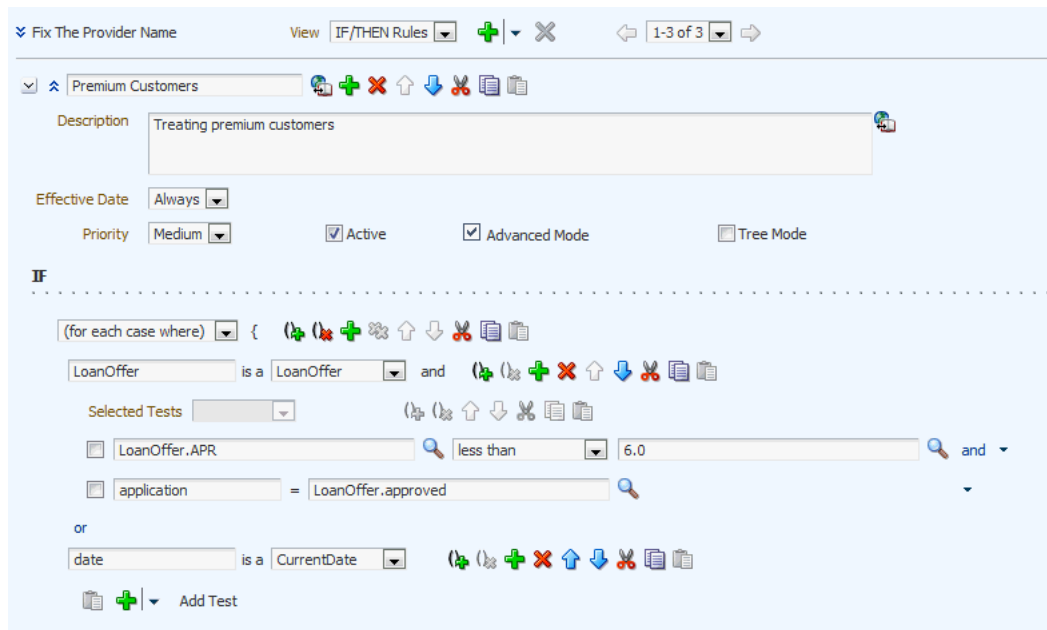 Fix The Provider Name View IF/THEN Rules 1-3 of 3
Premium Customers
Description Treating premium customers
Effective Date Always
Priority Medium Active Advanced Mode Tree Mode
IF
(for each case where) {
LoanOffer is a LoanOffer and
Selected Tests
LoanOffer.APR less than 6.0 and
application = LoanOffer.approved
or
date is a CurrentDate
Add Test